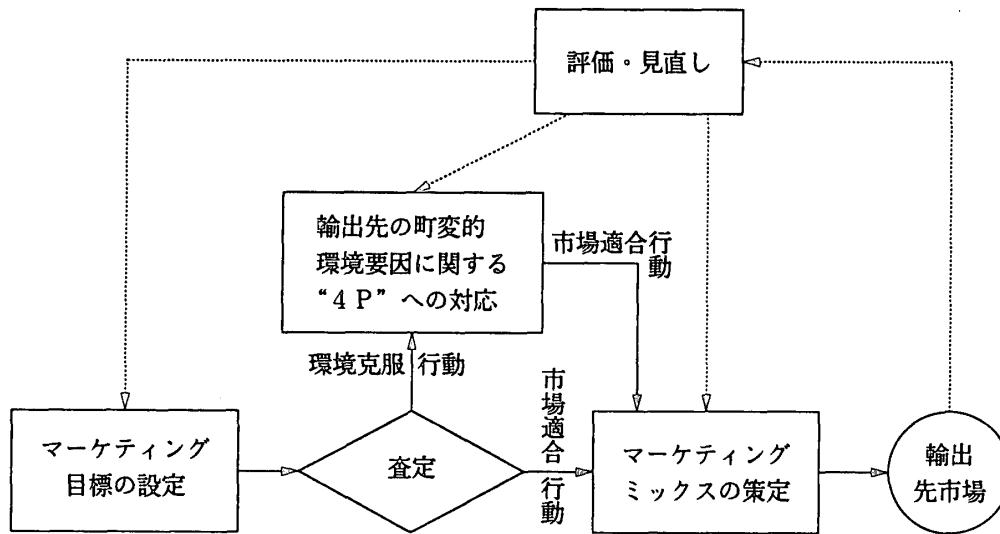 評価・見直し
輸出先の町変的
環境要因に関する
“４Ｐ”への対応
市場適合行動
環境克服行動
市場適合行動
マーケティング
目標の設定
査定
マーケティング
ミックスの策定
輸出
先市場